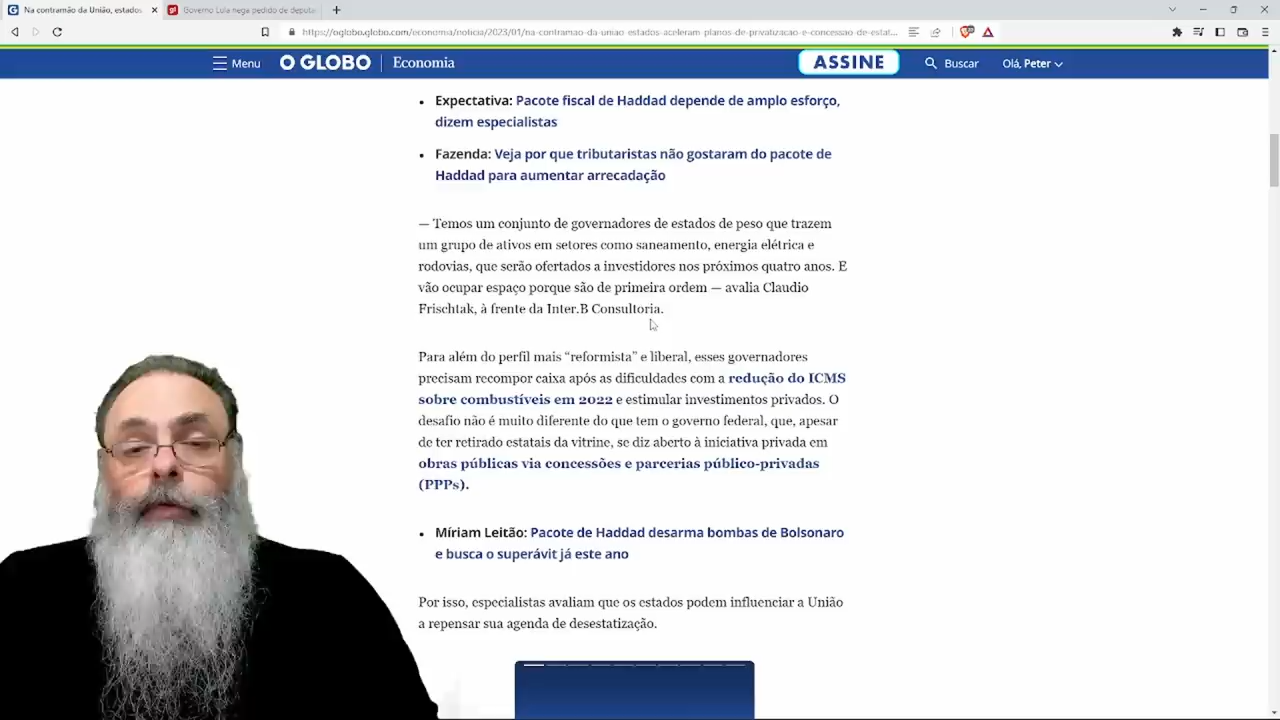 Na contramão da União, estados
Governo Lula nega pedido de deputa
https://oglobo.globo.com/economia/noticia/2023/01/na-contramao-da-uniao-estados-aceleram-planos-de-privatizacao-e-concessao-de-estat...
Menu
O GLOBO
Economia
ASSINE
Buscar
Olá, Peter
• Expectativa: Pacote fiscal de Haddad depende de amplo esforço,
dizem especialistas
• Fazenda: Veja por que tributaristas não gostaram do pacote de
Haddad para aumentar arrecadação
— Temos um conjunto de governadores de estados de peso que trazem
um grupo de ativos em setores como saneamento, energia elétrica e
rodovias, que serão ofertados a investidores nos próximos quatro anos. E
vão ocupar espaço porque são de primeira ordem — avalia Claudio
Frischtak, à frente da Inter.B Consultoria.
Para além do perfil mais “reformista” e liberal, esses governadores
precisam recompor caixa após as dificuldades com a redução do ICMS
sobre combustíveis em 2022 e estimular investimentos privados. O
desafio não é muito diferente do que tem o governo federal, que, apesar
de ter retirado estatais da vitrine, se diz aberto à iniciativa privada em
obras públicas via concessões e parcerias público-privadas
(PPPs).
• Míriam Leitão: Pacote de Haddad desarma bombas de Bolsonaro
e busca o superávit já este ano
Por isso, especialistas avaliam que os estados podem influenciar a União
a repensar sua agenda de desestatização.